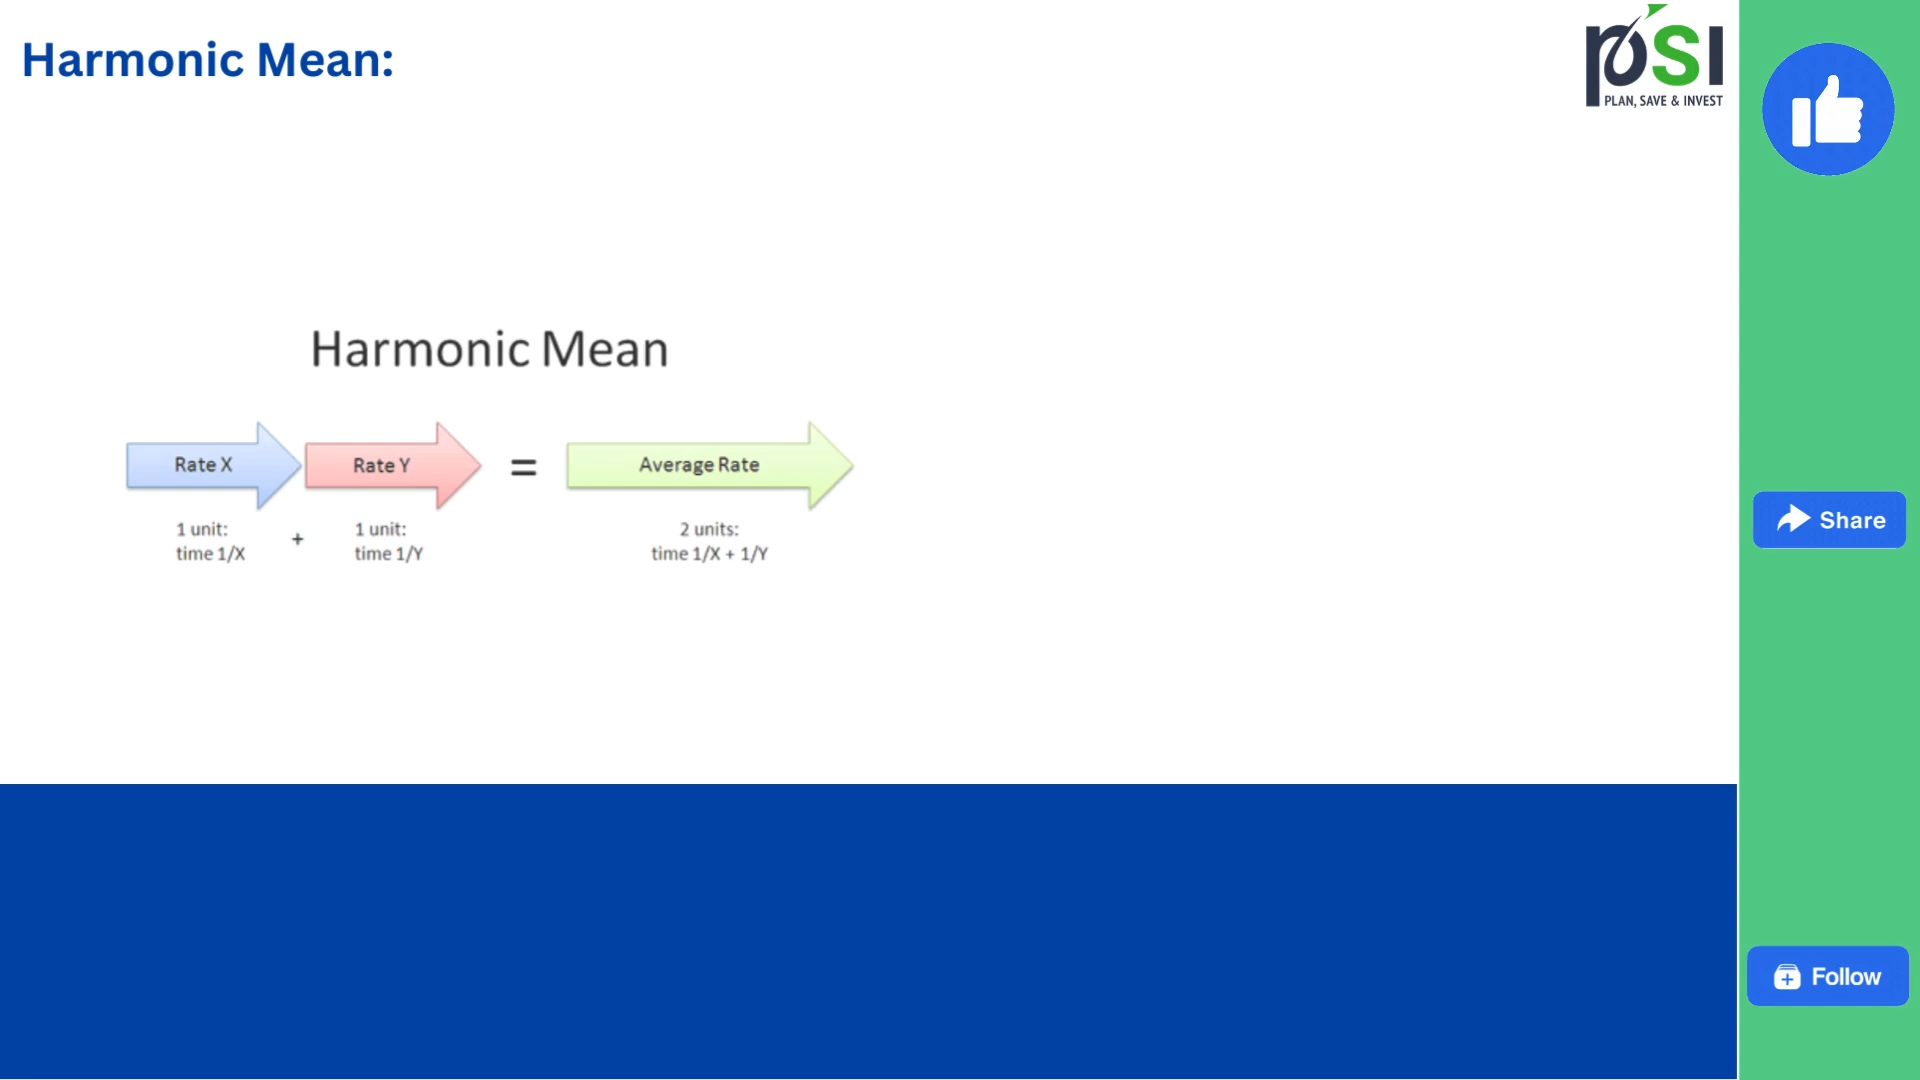 Harmonic Mean:
pSI
PLAN, SAVE & INVEST
Harmonic Mean
Rate X
Rate Y
=
Average Rate
1 unit:
time 1/X
+
1 unit:
time 1/Y
2 units:
time 1/X + 1/Y
Share
Follow